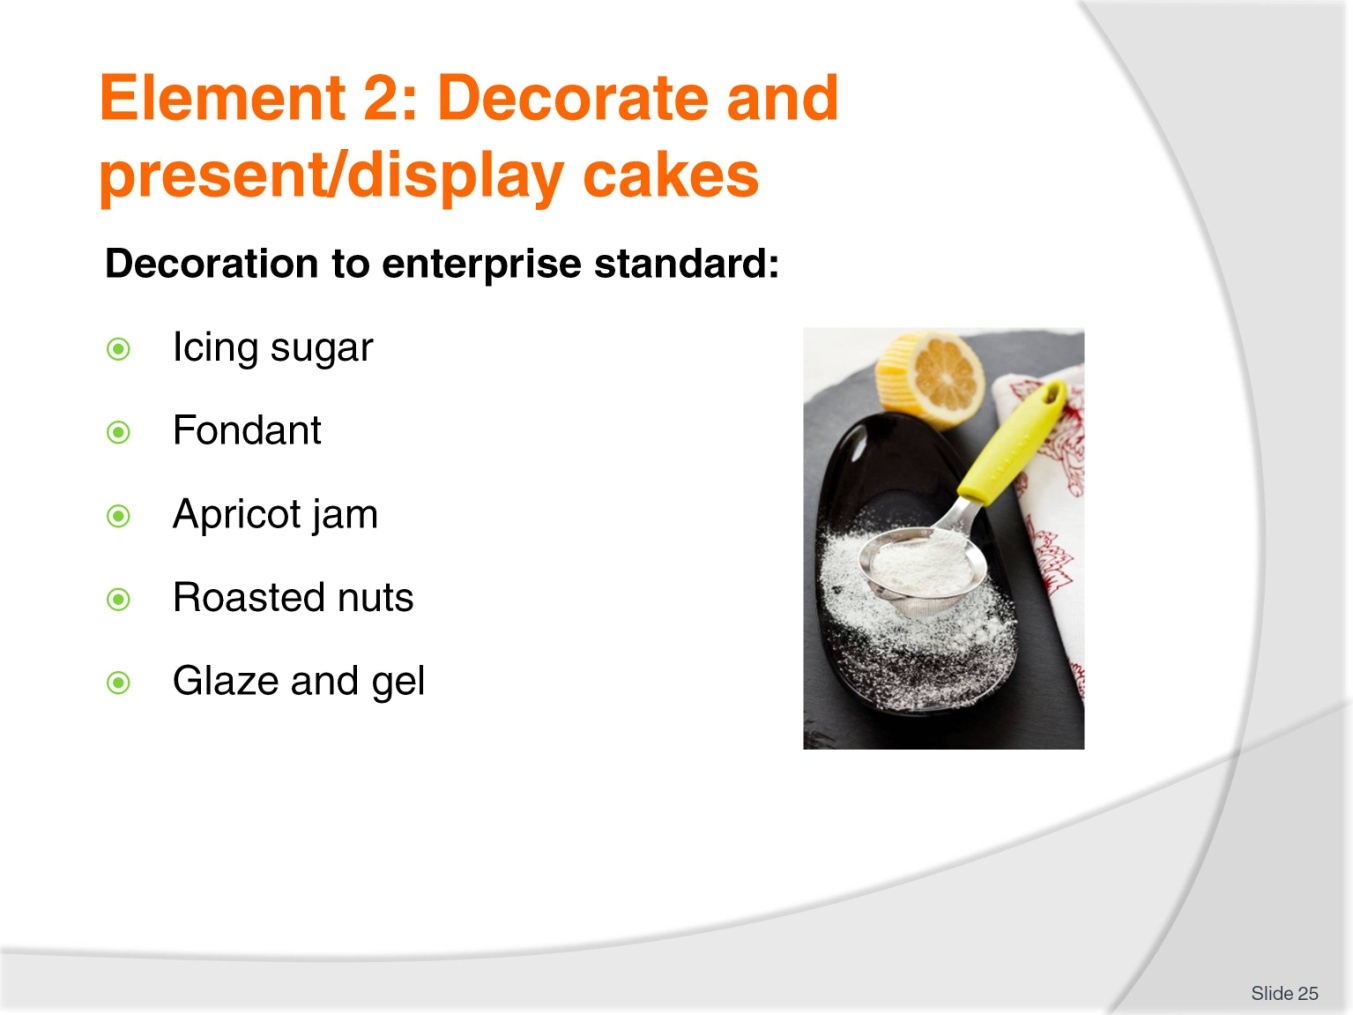 Element 2: Decorate and
present/display cakes
Decoration to enterprise standard:
Icing sugar
Fondant
Apricot jam
Roasted nuts
Glaze and gel
Slide 25